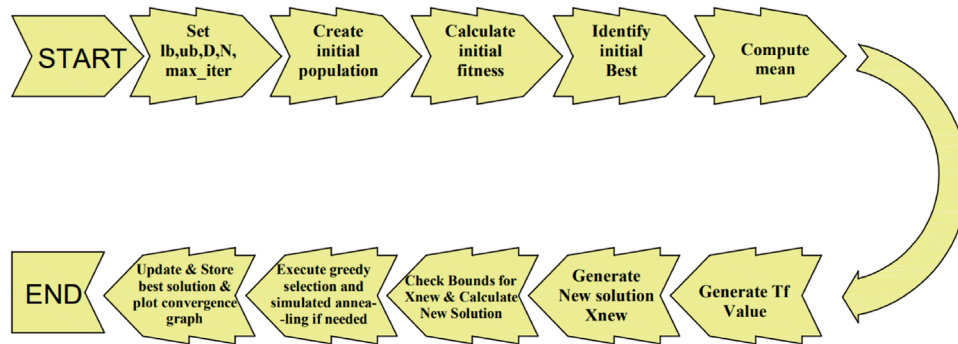 START
Set
lb,ub,D,N,
max_iter
Create
initial
population
Calculate
initial
fitness
Identify
initial
Best
Compute
mean
Generate Tf
Value
Generate
New solution
Xnew
Check Bounds for
Xnew & Calculate
New Solution
Execute greedy
selection and
simulated annea-
-ling if needed
Update & Store
best solution &
plot convergence
graph
END